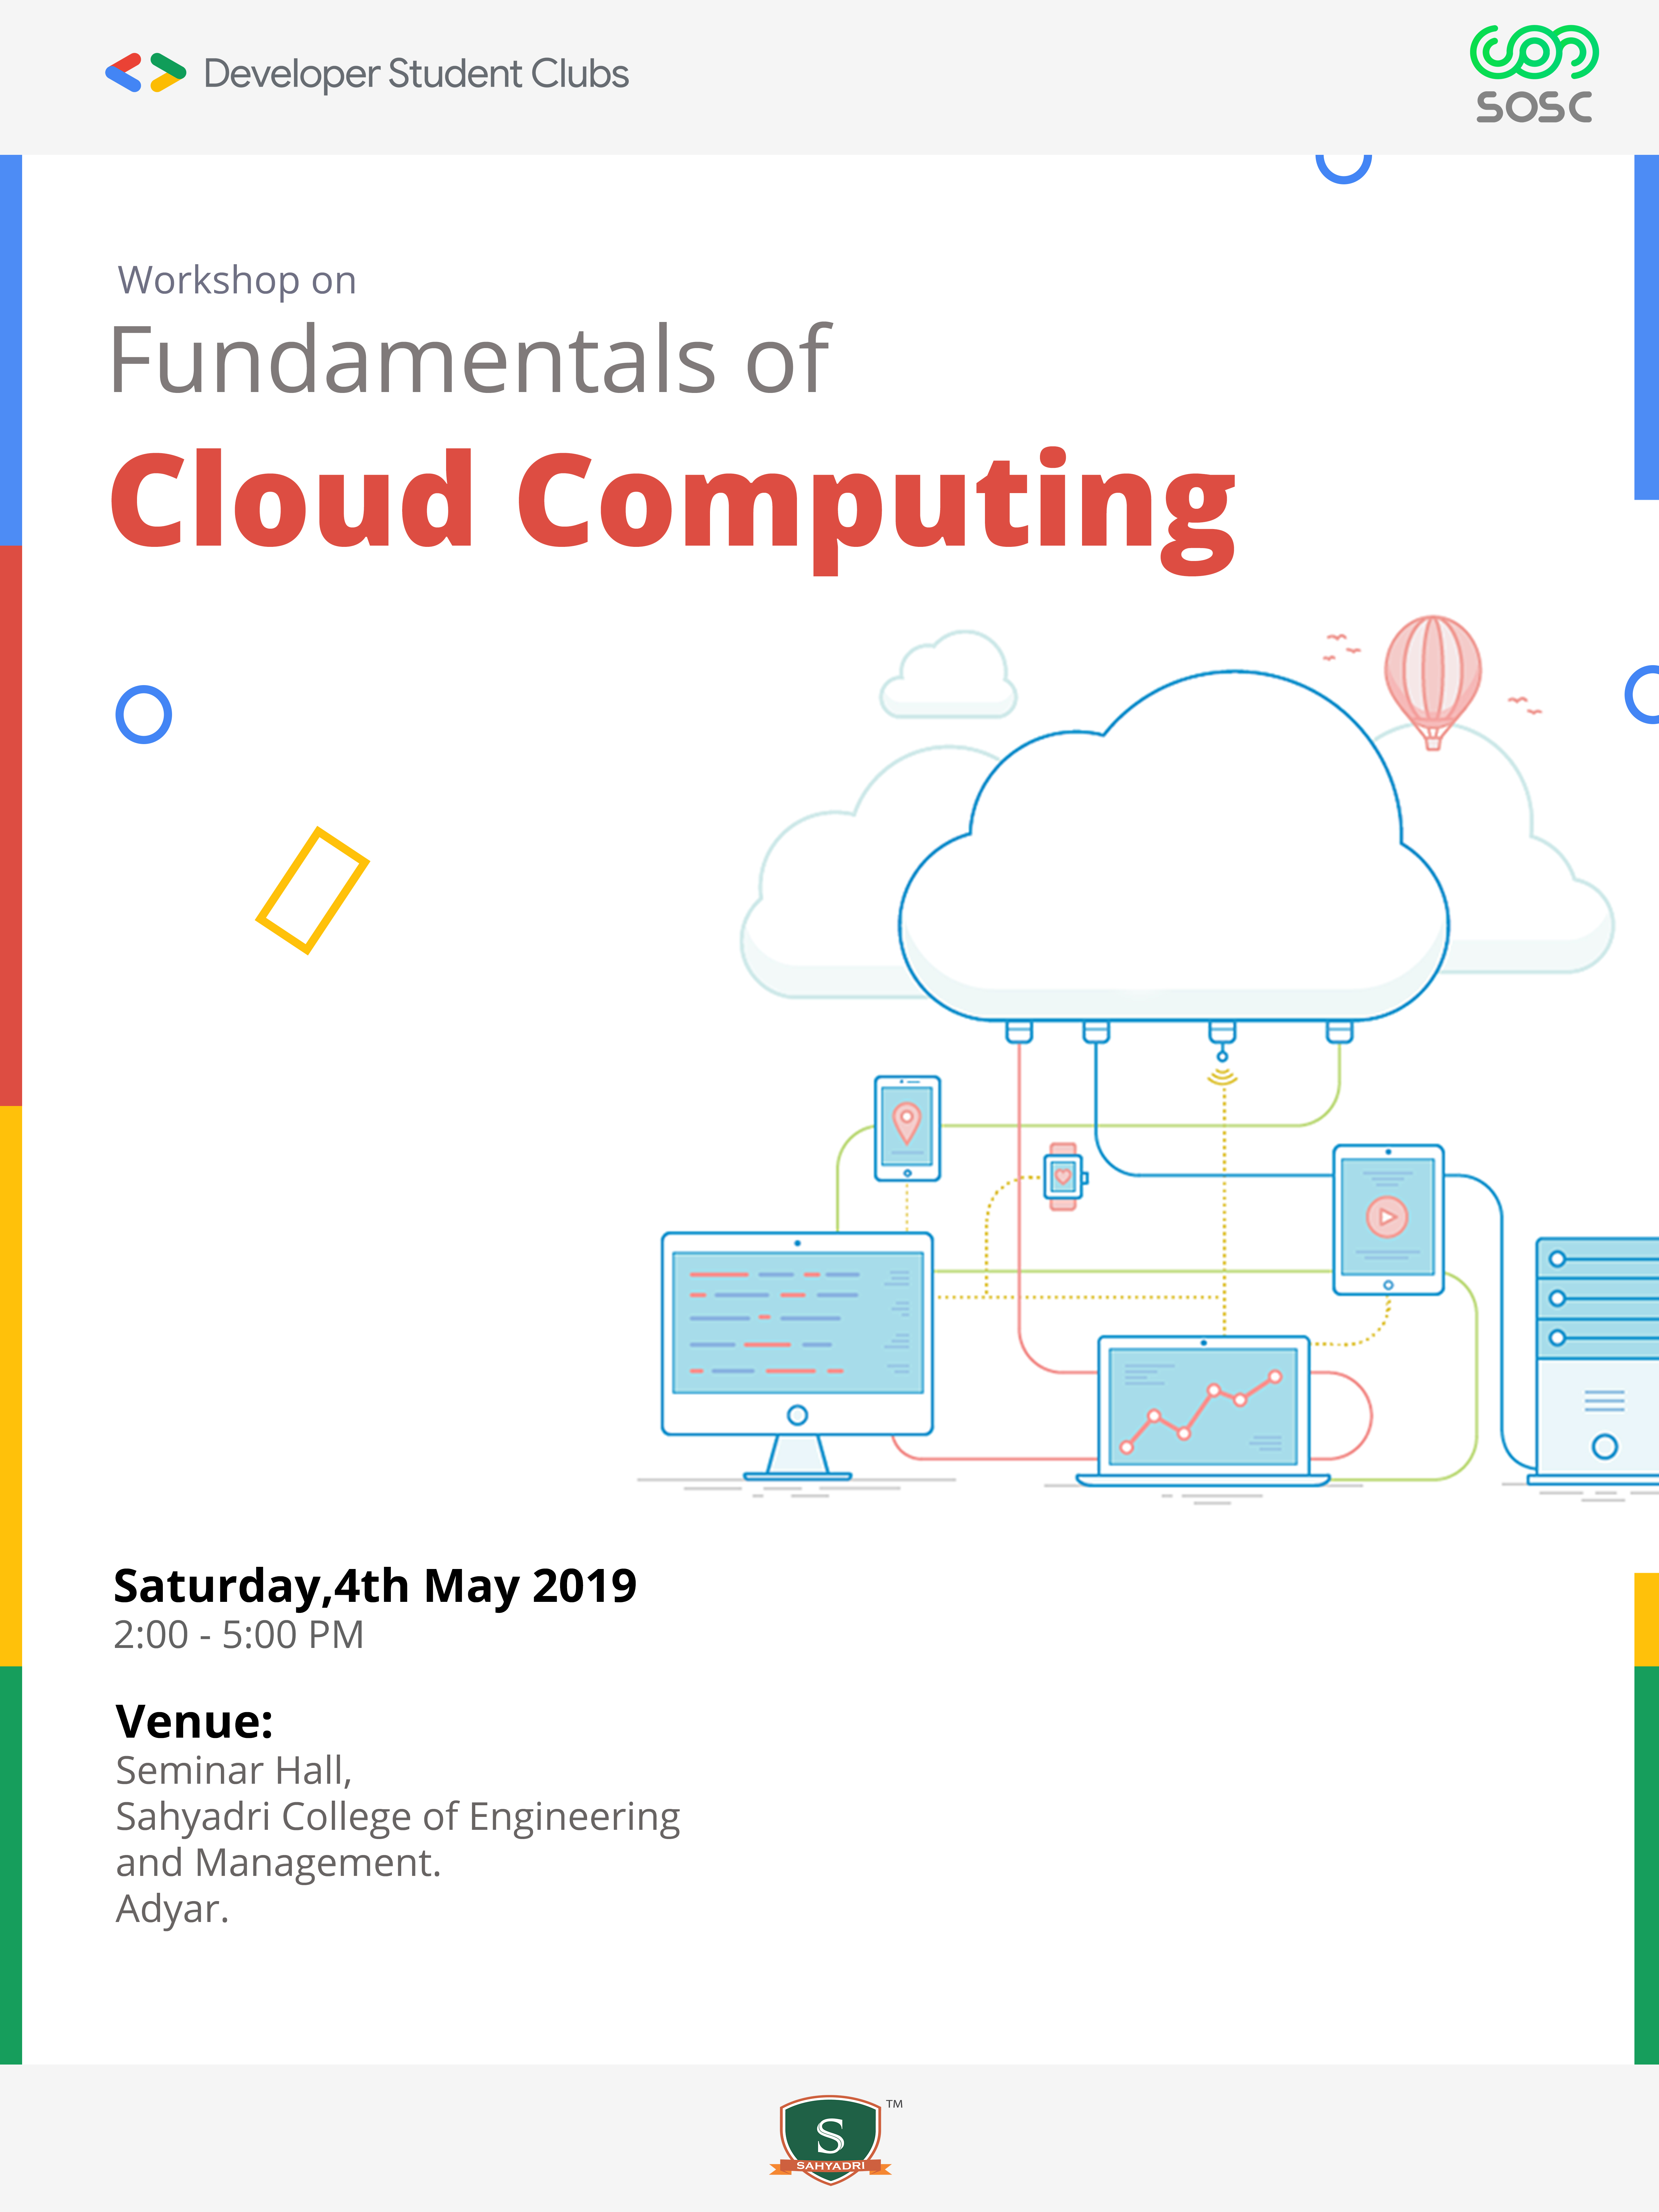 Developer Student Clubs
SOSC
Workshop on
Fundamentals of
Cloud Computing
Saturday,4th May 2019
2:00 - 5:00 PM
Venue:
Seminar Hall,
Sahyadri College of Engineering
and Management.
Adyar.
TM
S
SAHYADRI